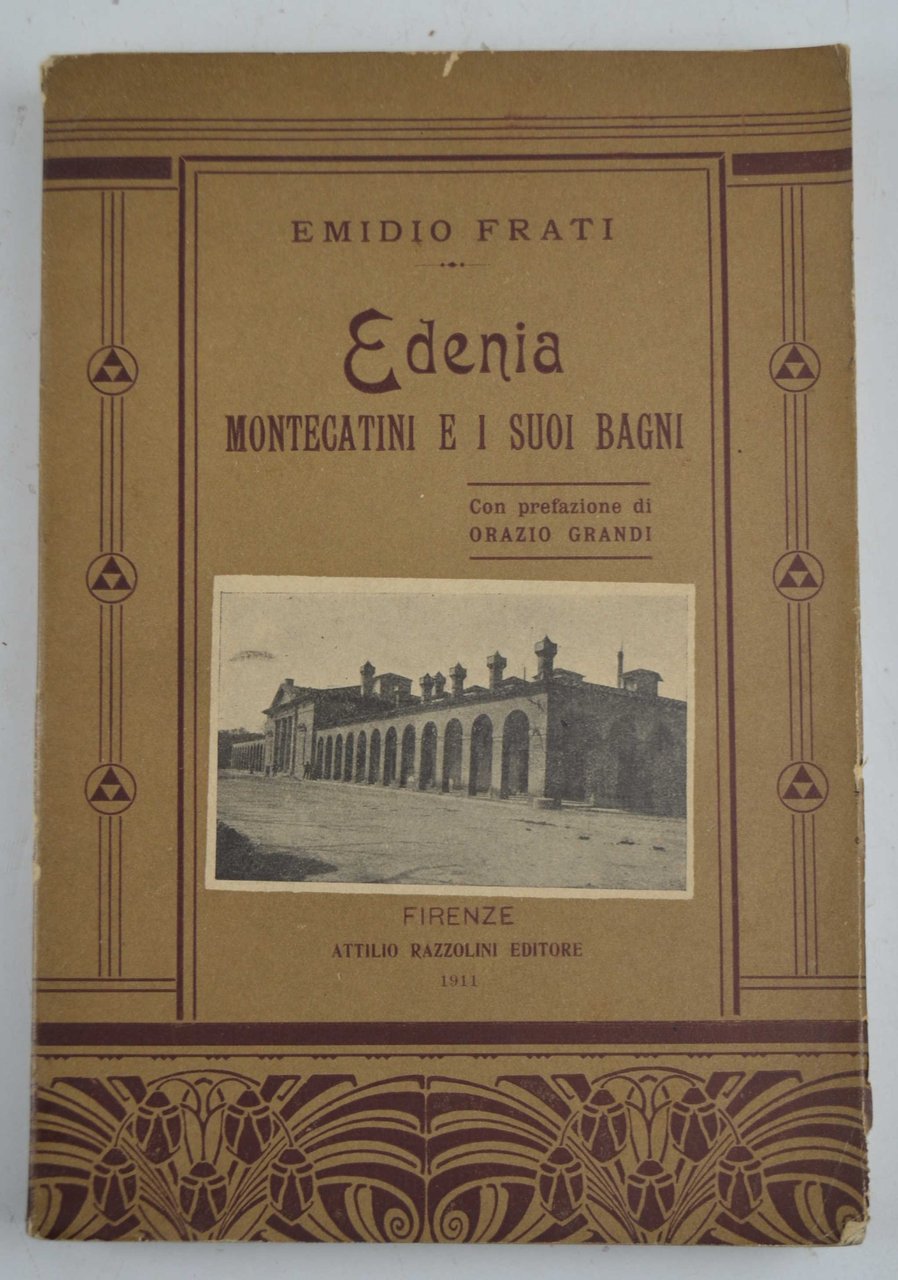 EMIDIO FRATI
Edenia
MONTECATINI E I SUOI BAGNI
Con prefazione di
ORAZIO GRANDI
FIRENZE
ATTILIO RAZZOLINI EDITORE
1911